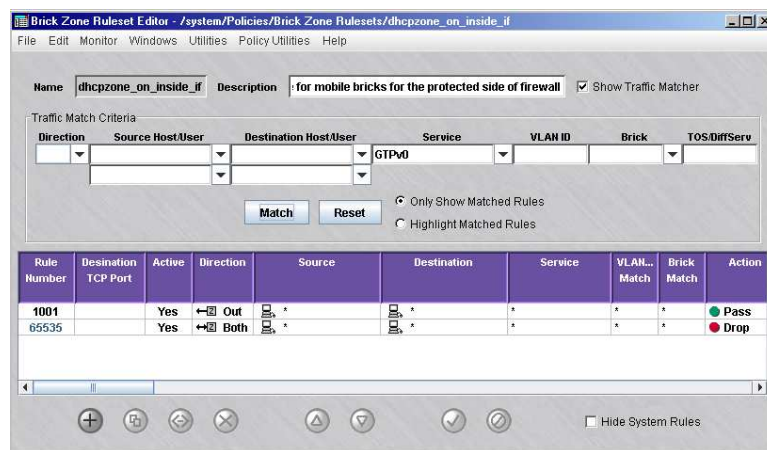 Brick Zone Ruleset Editor - /system/Policies/Brick Zone Rulesets/dhcpzone_on_inside_if
File Edit Monitor Windows Utilities Policy Utilities Help
Name dhcpzone_on_inside_if Description for mobile bricks for the protected side of firewall Show Traffic Matcher
Traffic Match Criteria
Direction Source Host/User Destination Host/User Service VLAN ID Brick TOS/DiffServ
GTPv0
Match Reset
Only Show Matched Rules
Highlight Matched Rules
Rule Number Desination TCP Port Active Direction Source Destination Service VLAN... Match Brick Match Action
1001 Yes Out * * * * * Pass
65535 Yes Both * * * * * Drop
Hide System Rules